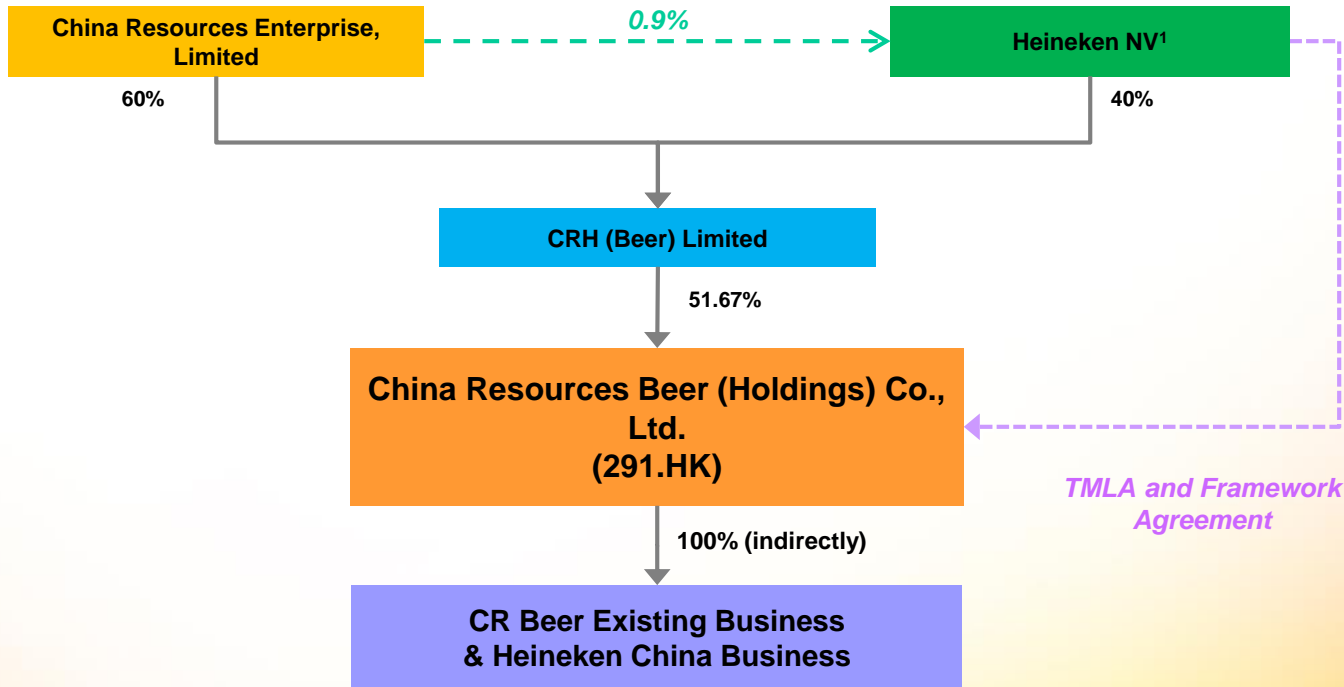 China Resources Enterprise,
Limited
0.9%
Heineken NV¹
60%
40%
CRH (Beer) Limited
51.67%
China Resources Beer (Holdings) Co.,
Ltd.
(291.HK)
TMLA and Framework
Agreement
100% (indirectly)
CR Beer Existing Business
& Heineken China Business